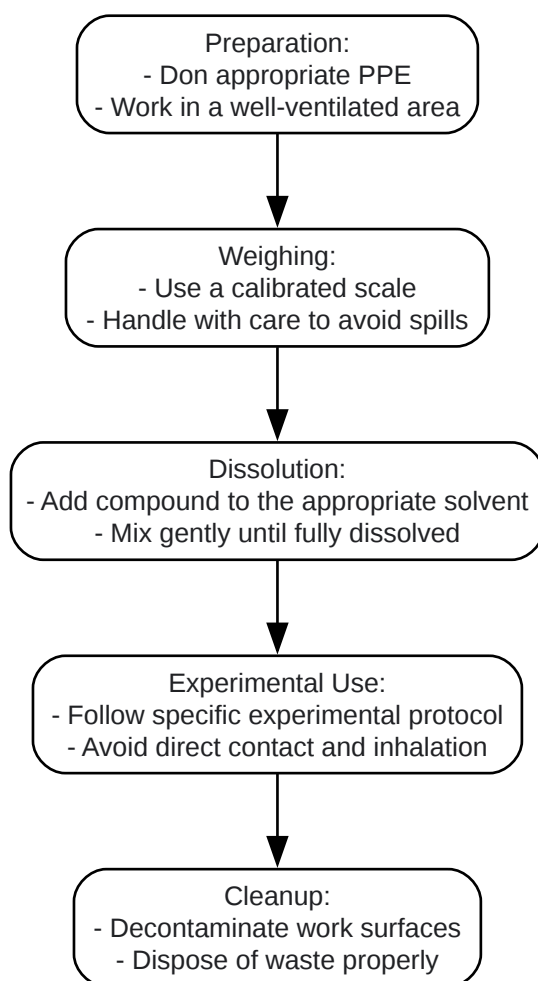 Preparation:
- Don appropriate PPE
- Work in a well-ventilated area
Weighing:
- Use a calibrated scale
- Handle with care to avoid spills
Dissolution:
- Add compound to the appropriate solvent
- Mix gently until fully dissolved
Experimental Use:
- Follow specific experimental protocol
- Avoid direct contact and inhalation
Cleanup:
- Decontaminate work surfaces
- Dispose of waste properly